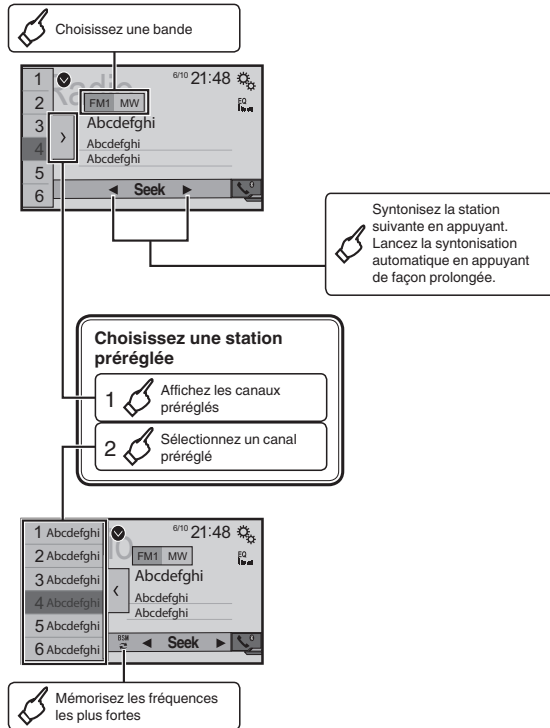 Choisissez une bande
1
2
3
4
5
6
Radio
6/10 21:48
FM1 MW
EQ
Abcdefghi
Abcdefghi
Abcdefghi
Seek
Syntonisez la station
suivante en appuyant.
Lancez la syntonisation
automatique en appuyant
de façon prolongée.
Choisissez une station
préréglée
1 Affichez les canaux
préréglés
2 Sélectionnez un canal
préréglé
1 Abcdefghi
2 Abcdefghi
3 Abcdefghi
4 Abcdefghi
5 Abcdefghi
6 Abcdefghi
6/10 21:48
FM1 MW
EQ
Abcdefghi
Abcdefghi
Abcdefghi
BSM
Seek
Mémorisez les fréquences
les plus fortes